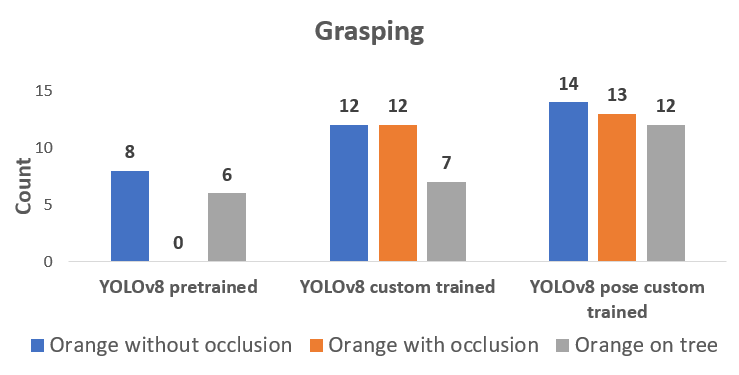 Grasping
Count
15
10
5
0
8
0
6
12
12
7
14
13
12
YOLOv8 pretrained
YOLOv8 custom trained
YOLOv8 pose custom
trained
Orange without occlusion
Orange with occlusion
Orange on tree